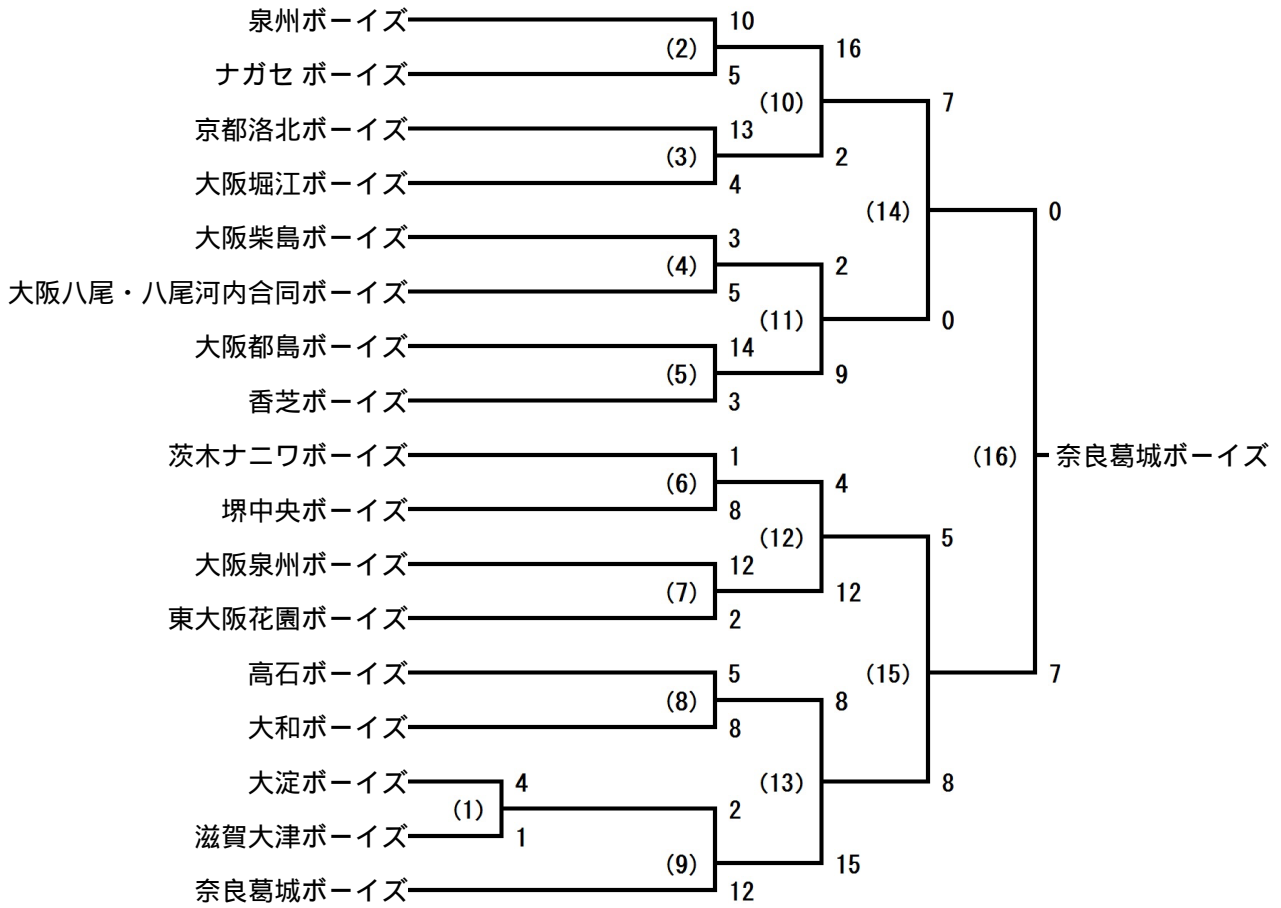 泉州ボーイズ 10
(2) 16
ナガセ ボーイズ 5
(10) 7
京都洛北ボーイズ 13
(3) 2
大阪堀江ボーイズ 4
(14) 0
大阪柴島ボーイズ 3
(4) 2
大阪八尾・八尾河内合同ボーイズ 5
(11) 0
大阪都島ボーイズ 14
(5) 9
香芝ボーイズ 3
茨木ナニワボーイズ 1 (16) 奈良葛城ボーイズ
(6) 4
堺中央ボーイズ 8
(12) 5
大阪泉州ボーイズ 12
(7) 12
東大阪花園ボーイズ 2
高石ボーイズ 5 (15) 7
(8) 8
大和ボーイズ 8
大淀ボーイズ 4 (13) 8
(1) 2
滋賀大津ボーイズ 1
(9) 15
奈良葛城ボーイズ 12